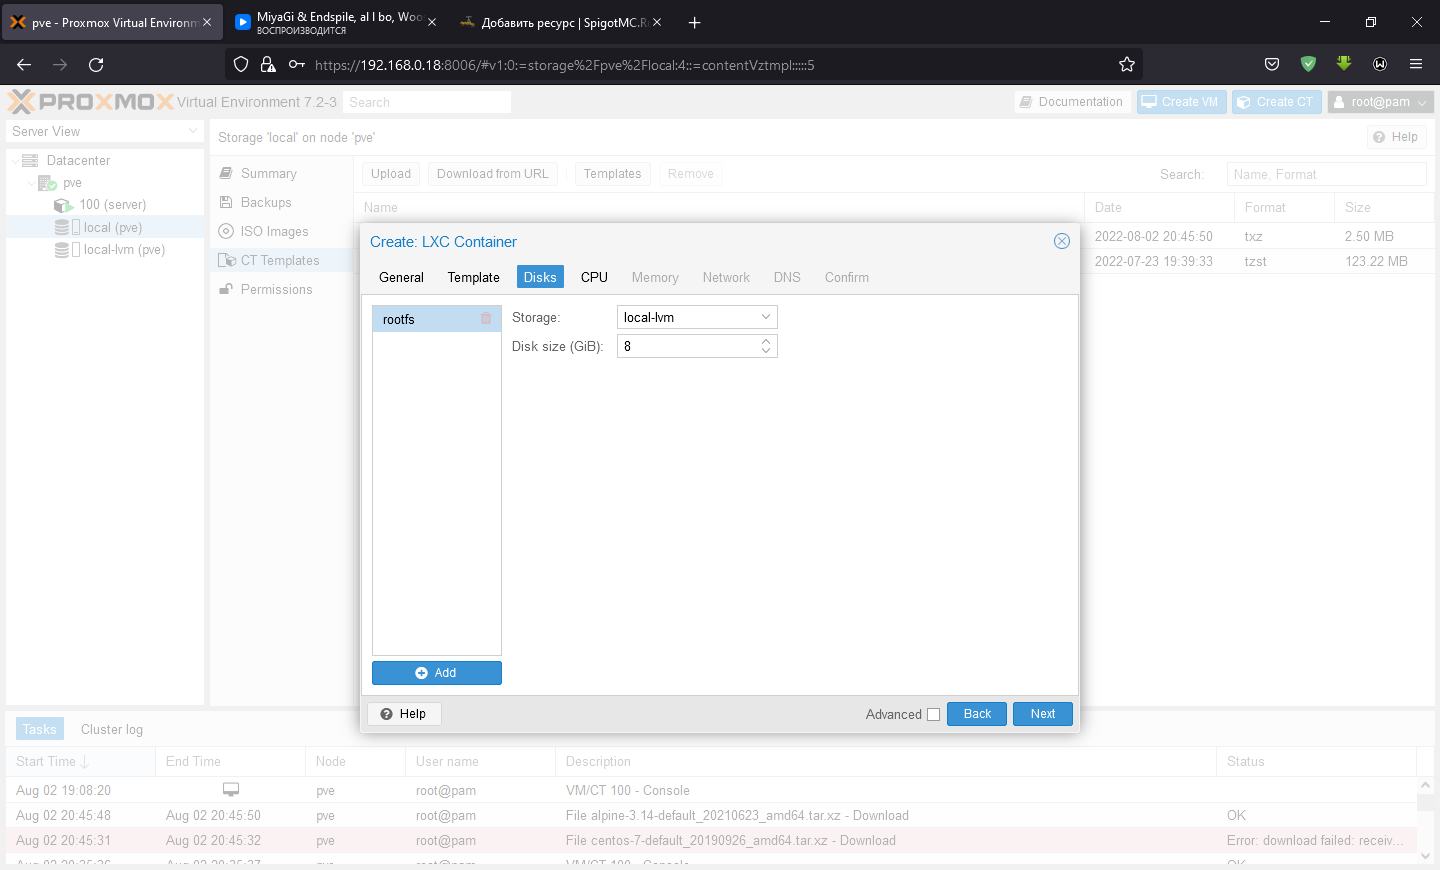 pve - Proxmox Virtual Environm
MiyaGi & Endspile, al l bo, Woo
ВОСПРОИЗВОДИТСЯ
Добавить ресурс | SpigotMC.R
https://192.168.0.18:8006/#v1:0:=storage%2Fpve%2Flocal:4::=contentVztmpl:::::5
PROXMOX Virtual Environment 7.2-3 Search
Documentation Create VM Create CT root@pam
Server View
Storage 'local' on node 'pve' Help
Datacenter
pve
100 (server)
local (pve)
local-lvm (pve)
Summary
Backups
ISO Images
CT Templates
Permissions
Upload Download from URL Templates Remove Search: Name, Format
Name Date Format Size
2022-08-02 20:45:50 txz 2.50 MB
2022-07-23 19:39:33 tzst 123.22 MB
Create: LXC Container
General Template Disks CPU Memory Network DNS Confirm
rootfs
Storage: local-lvm
Disk size (GiB): 8
Add
Help Advanced Back Next
Tasks Cluster log
Start Time End Time Node User name Description Status
Aug 02 19:08:20 pve root@pam VM/CT 100 - Console
Aug 02 20:45:48 Aug 02 20:45:50 pve root@pam File alpine-3.14-default_20210623_amd64.tar.xz - Download OK
Aug 02 20:45:31 Aug 02 20:45:32 pve root@pam File centos-7-default_20190926_amd64.tar.xz - Download Error: download failed: receiv...
pve root@pam VM/CT 100 - Console OK